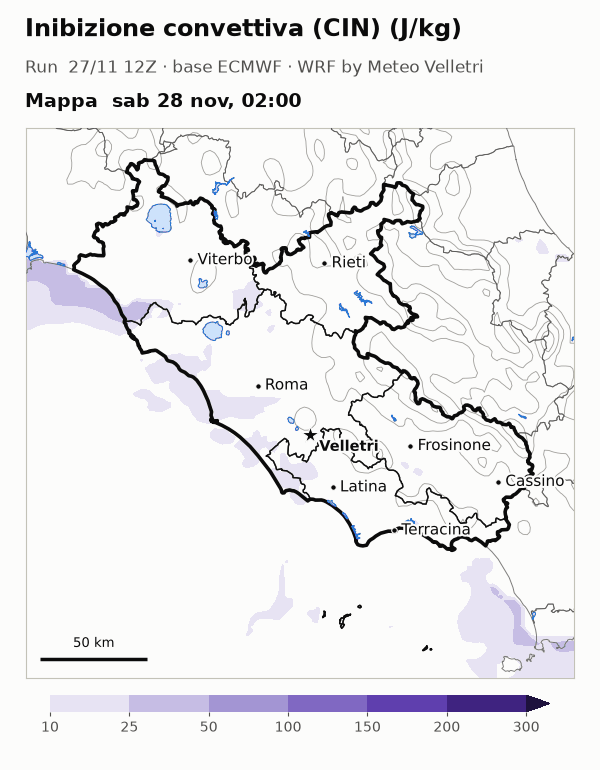 Inibizione convettiva (CIN) (J/kg)
Run  27/11 12Z · base ECMWF · WRF by Meteo Velletri
Mappa  sab 28 nov, 02:00
Viterbo
Rieti
Roma
Velletri
Frosinone
Latina
Cassino
Terracina
50 km
10 25 50 100 150 200 300